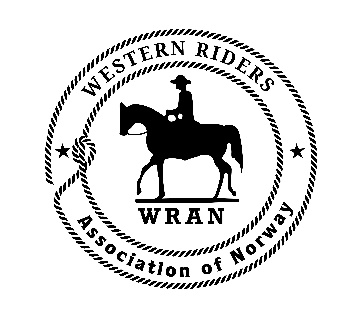 WESTERN RIDERS
WRAN
Association of Norway